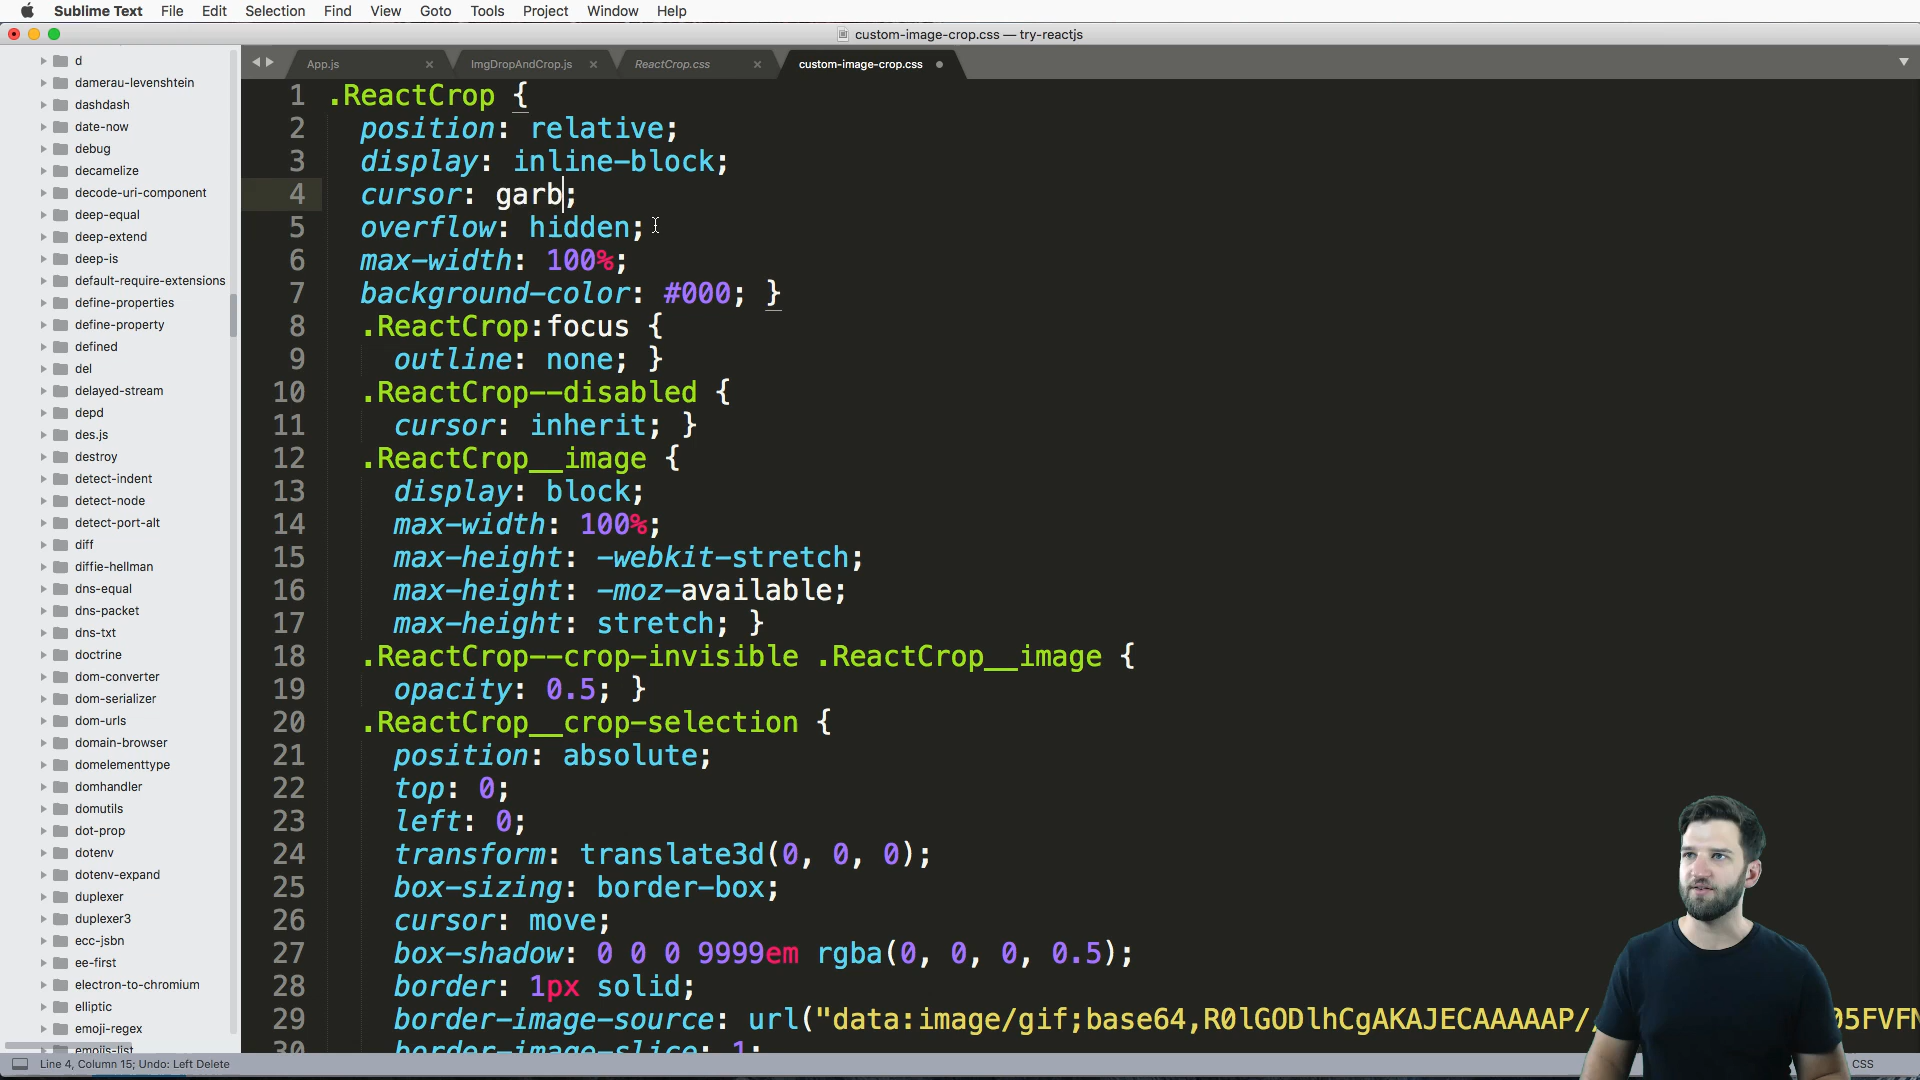 Sublime Text File Edit Selection Find View Goto Tools Project Window Help
custom-image-crop.css — try-reactjs
App.js ImgDropAndCrop.js ReactCrop.css custom-image-crop.css
d
damerau-levenshtein
dashdash
date-now
debug
decamelize
decode-uri-component
deep-equal
deep-extend
deep-is
default-require-extensions
define-properties
define-property
defined
del
delayed-stream
depd
des.js
destroy
detect-indent
detect-node
detect-port-alt
diff
diffie-hellman
dns-equal
dns-packet
dns-txt
doctrine
dom-converter
dom-serializer
dom-urls
domain-browser
domelementtype
domhandler
domutils
dot-prop
dotenv
dotenv-expand
duplexer
duplexer3
ecc-jsbn
ee-first
electron-to-chromium
elliptic
emoji-regex
emojis-list
1 .ReactCrop {
2 position: relative;
3 display: inline-block;
4 cursor: garb;
5 overflow: hidden;
6 max-width: 100%;
7 background-color: #000; }
8 .ReactCrop:focus {
9 outline: none; }
10 .ReactCrop--disabled {
11 cursor: inherit; }
12 .ReactCrop__image {
13 display: block;
14 max-width: 100%;
15 max-height: -webkit-stretch;
16 max-height: -moz-available;
17 max-height: stretch; }
18 .ReactCrop--crop-invisible .ReactCrop__image {
19 opacity: 0.5; }
20 .ReactCrop__crop-selection {
21 position: absolute;
22 top: 0;
23 left: 0;
24 transform: translate3d(0, 0, 0);
25 box-sizing: border-box;
26 cursor: move;
27 box-shadow: 0 0 0 9999em rgba(0, 0, 0, 0.5);
28 border: 1px solid;
29 border-image-source: url("data:image/gif;base64,R0lGODlhCgAKAJECAAAAAP/
30 border-image-slice: 1;
Line 4, Column 15; Undo: Left Delete CSS